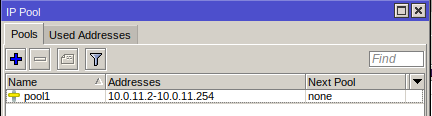 IP Pool
Pools Used Addresses
Find
Name Addresses Next Pool
pool1 10.0.11.2-10.0.11.254 none